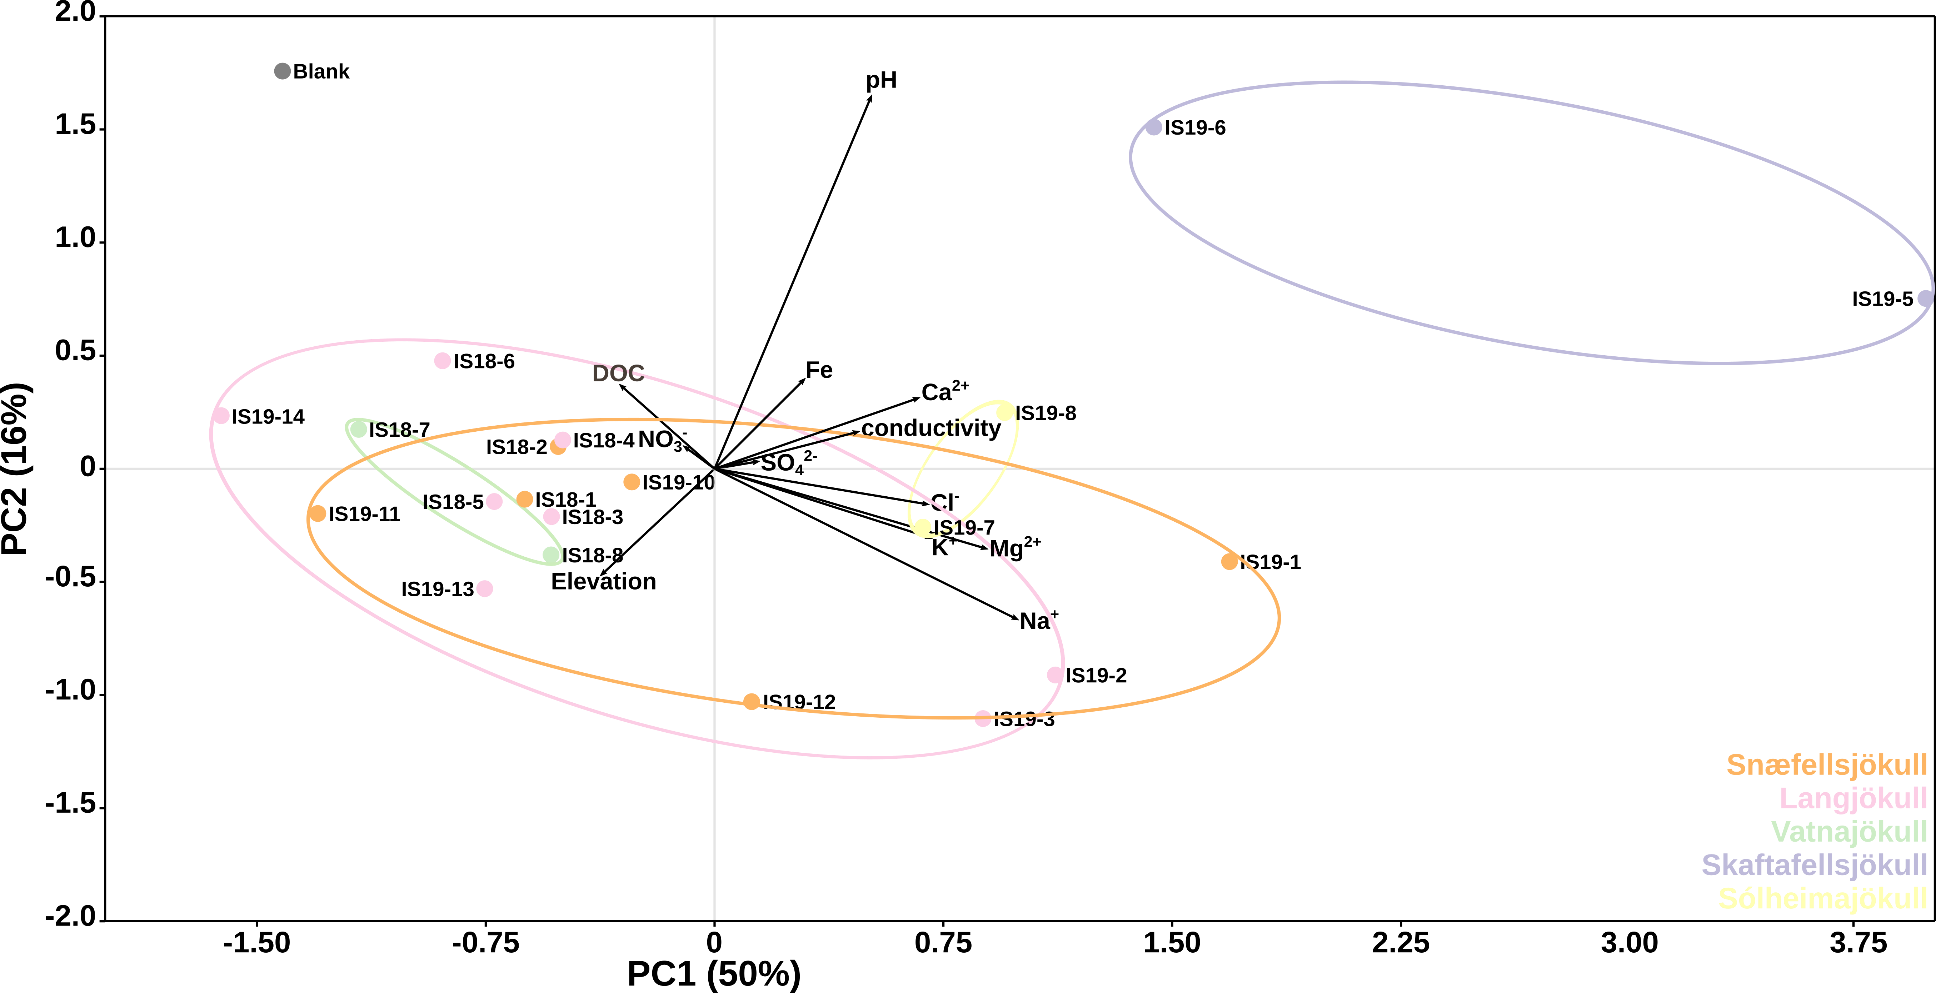 2.0
Blank
pH
1.5
IS19-6
1.0
IS19-5
0.5
IS18-6
DOC
Fe
Ca2+
IS19-14
IS19-8
IS18-7
conductivity
IS18-2
IS18-4
NO3-
SO42-
0
IS19-10
IS18-5
IS18-1
Cl-
IS19-11
IS18-3
IS19-7
K+
Mg2+
IS18-8
IS19-1
Elevation
-0.5
IS19-13
Na+
IS19-2
-1.0
IS19-12
IS19-3
-1.5
-2.0
PC2 (16%)
Snæfellsjökull
Langjökull
Vatnajökull
Skaftafellsjökull
Sólheimajökull
-1.50 -0.75 0 0.75 1.50 2.25 3.00 3.75
PC1 (50%)